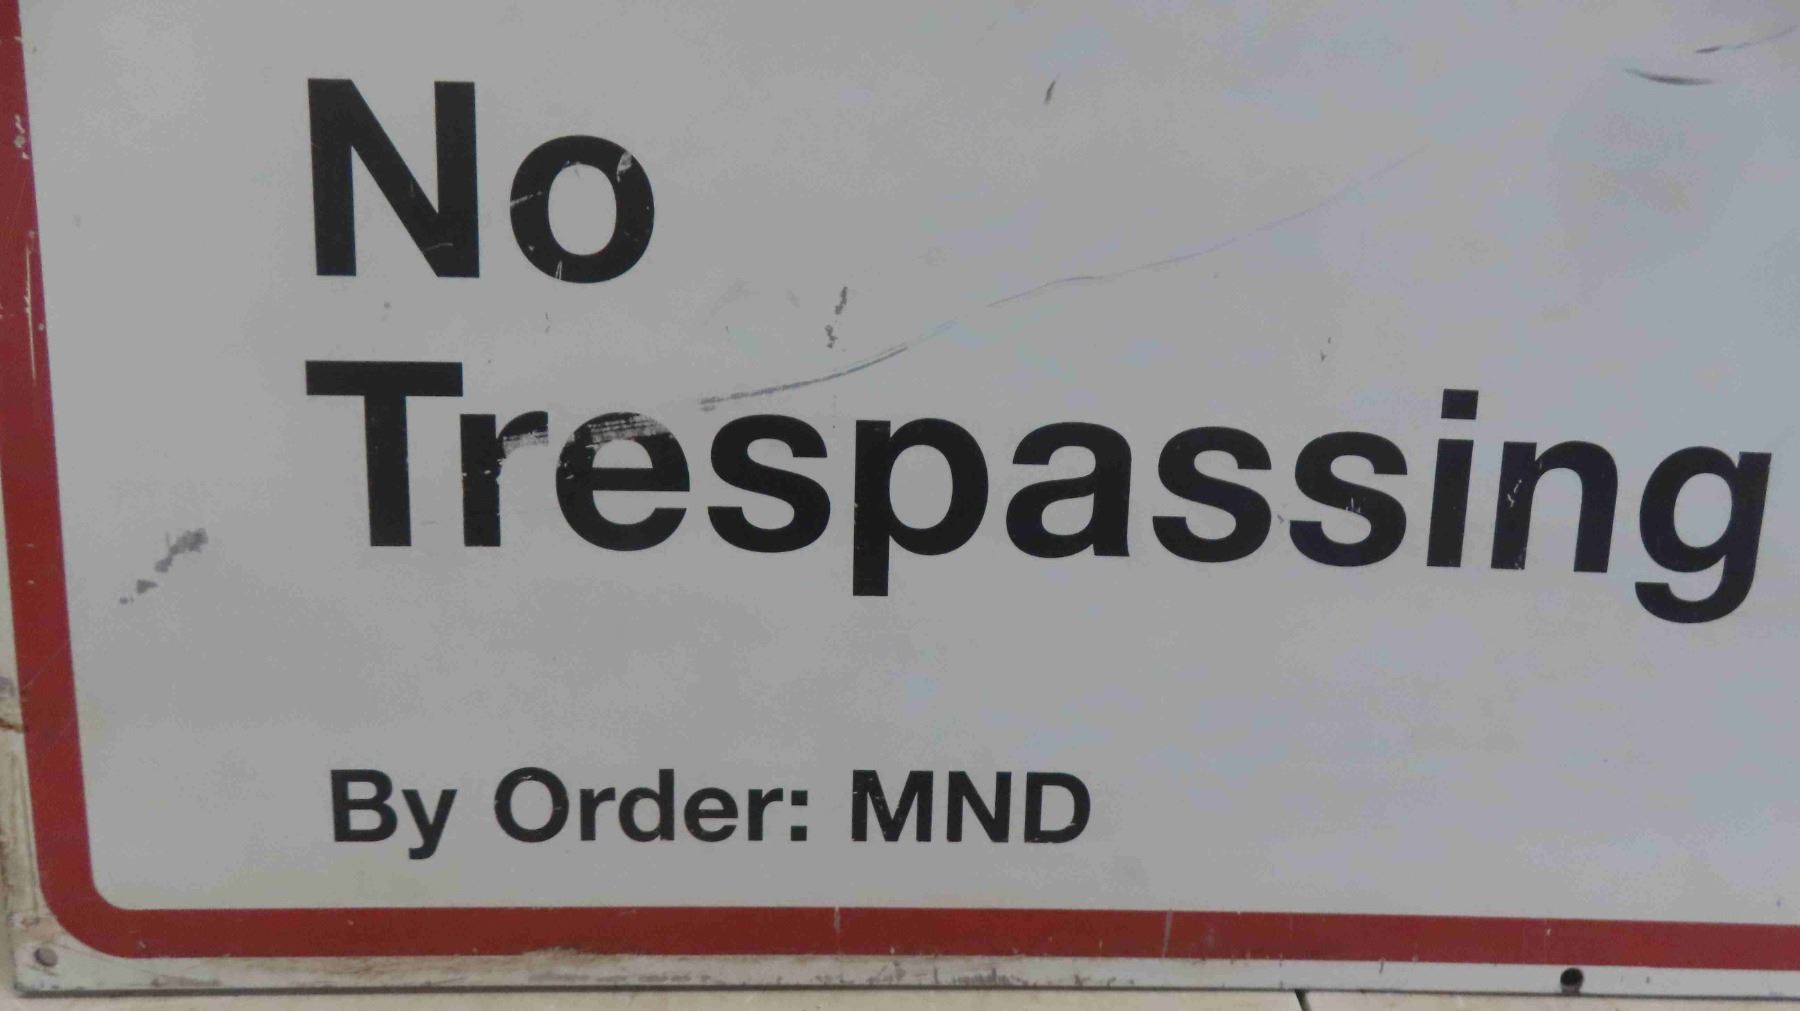 No
Trespassing
By Order: MND